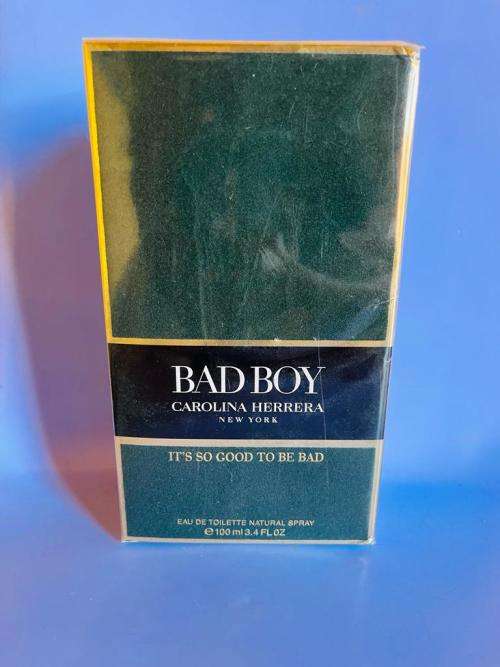 BAD BOY
CAROLINA HERRERA
NEW YORK
IT'S SO GOOD TO BE BAD
EAU DE TOILETTE NATURAL SPRAY
℮ 100 ml 3.4 FL OZ